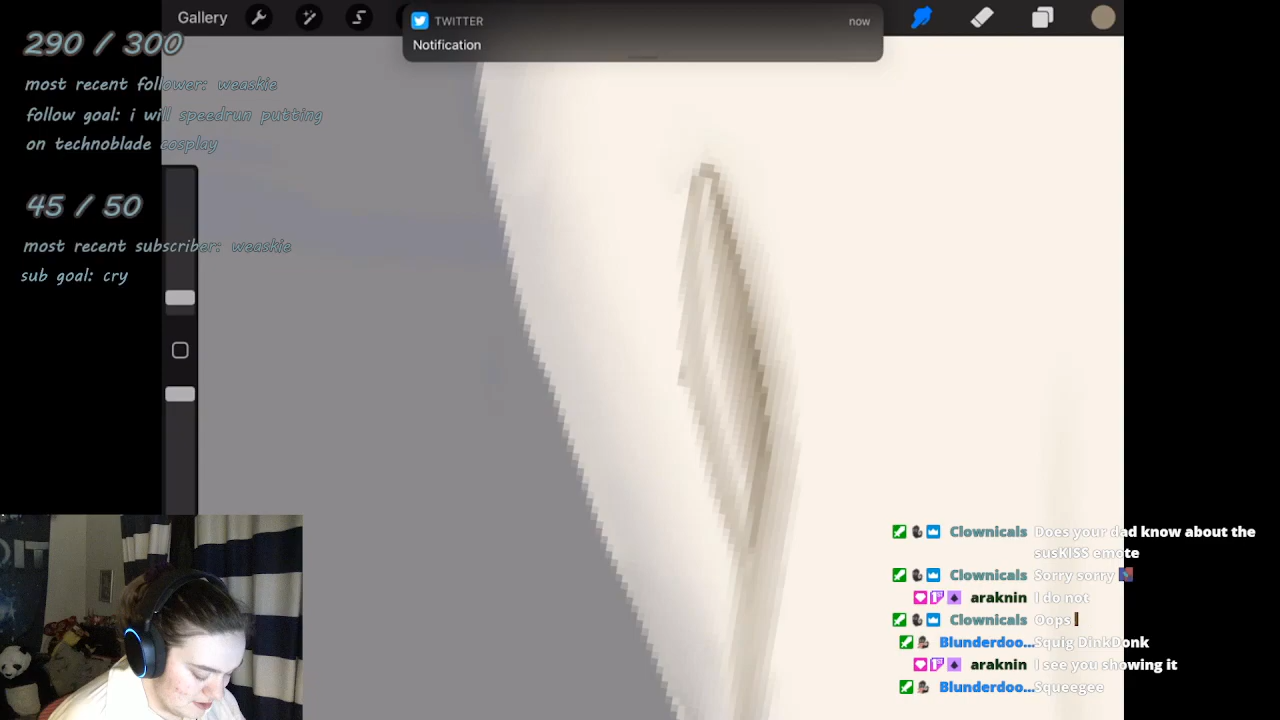 Gallery
TWITTER
now
Notification
290 / 300
most recent follower: weaskie
follow goal: i will speedrun putting
on technoblade cosplay
45 / 50
most recent subscriber: weaskie
sub goal: cry
Clownicals Does your dad know about the
susKISS emote
Clownicals Sorry sorry
araknin I do not
Clownicals Oops
Blunderdoo... Squig DinkDonk
araknin I see you showing it
Blunderdoo... Squeegee